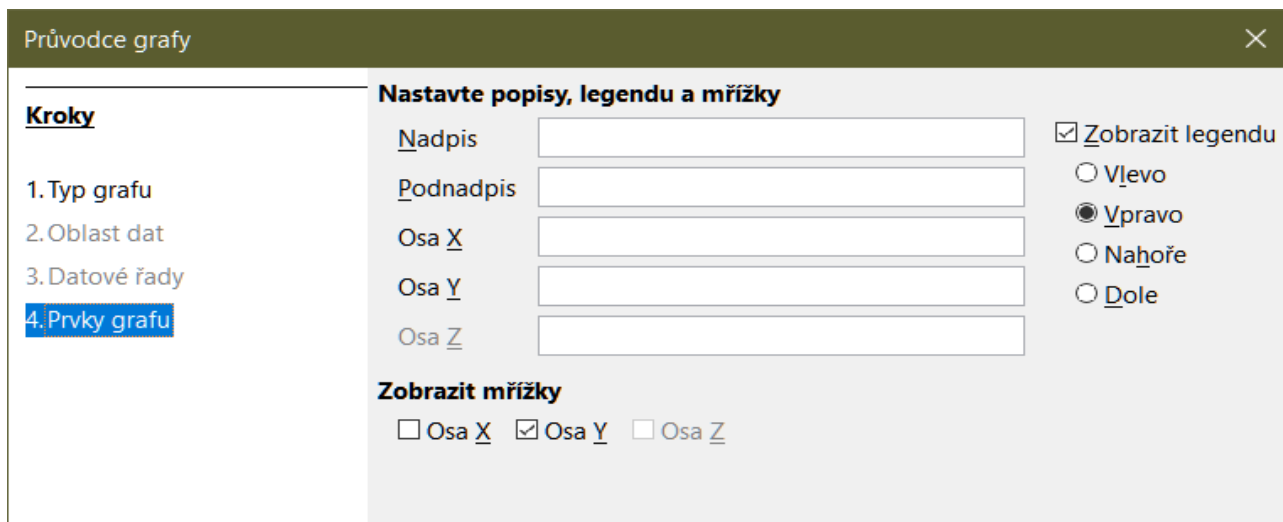 Průvodce grafy
Kroky
1. Typ grafu
2. Oblast dat
3. Datové řady
4. Prvky grafu
Nastavte popisy, legendu a mřížky
Nadpis
Podnadpis
Osa X
Osa Y
Osa Z
Zobrazit legendu
Vlevo
Vpravo
Nahoře
Dole
Zobrazit mřížky
Osa X Osa Y Osa Z